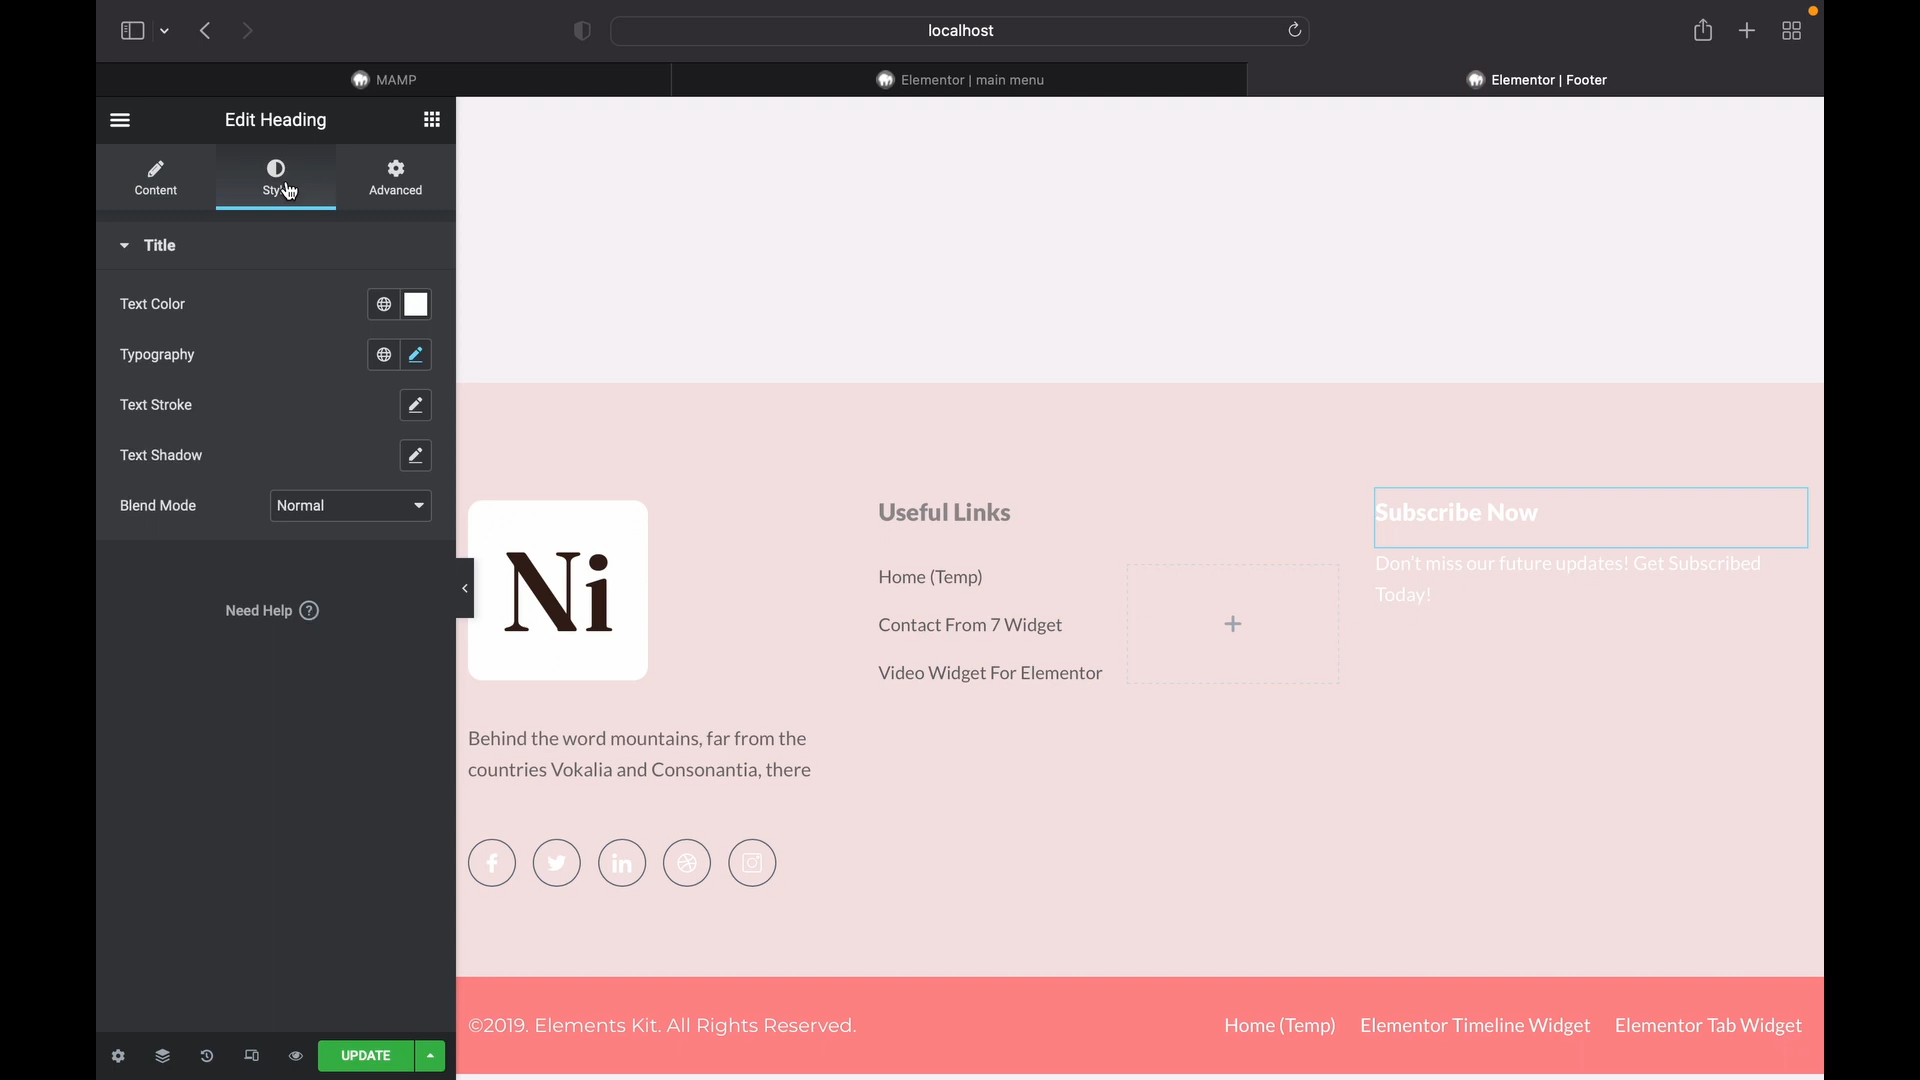 localhost
MAMP
Elementor | main menu
Elementor | Footer
Edit Heading
Content
Style
Advanced
Title
Text Color
Typography
Text Stroke
Text Shadow
Blend Mode
Normal
Need Help ?
UPDATE
Ni
Behind the word mountains, far from the
countries Vokalia and Consonantia, there
Useful Links
Home (Temp)
Contact From 7 Widget
Video Widget For Elementor
Subscribe Now
Don't miss our future updates! Get Subscribed
Today!
©2019. Elements Kit. All Rights Reserved.
Home (Temp)
Elementor Timeline Widget
Elementor Tab Widget